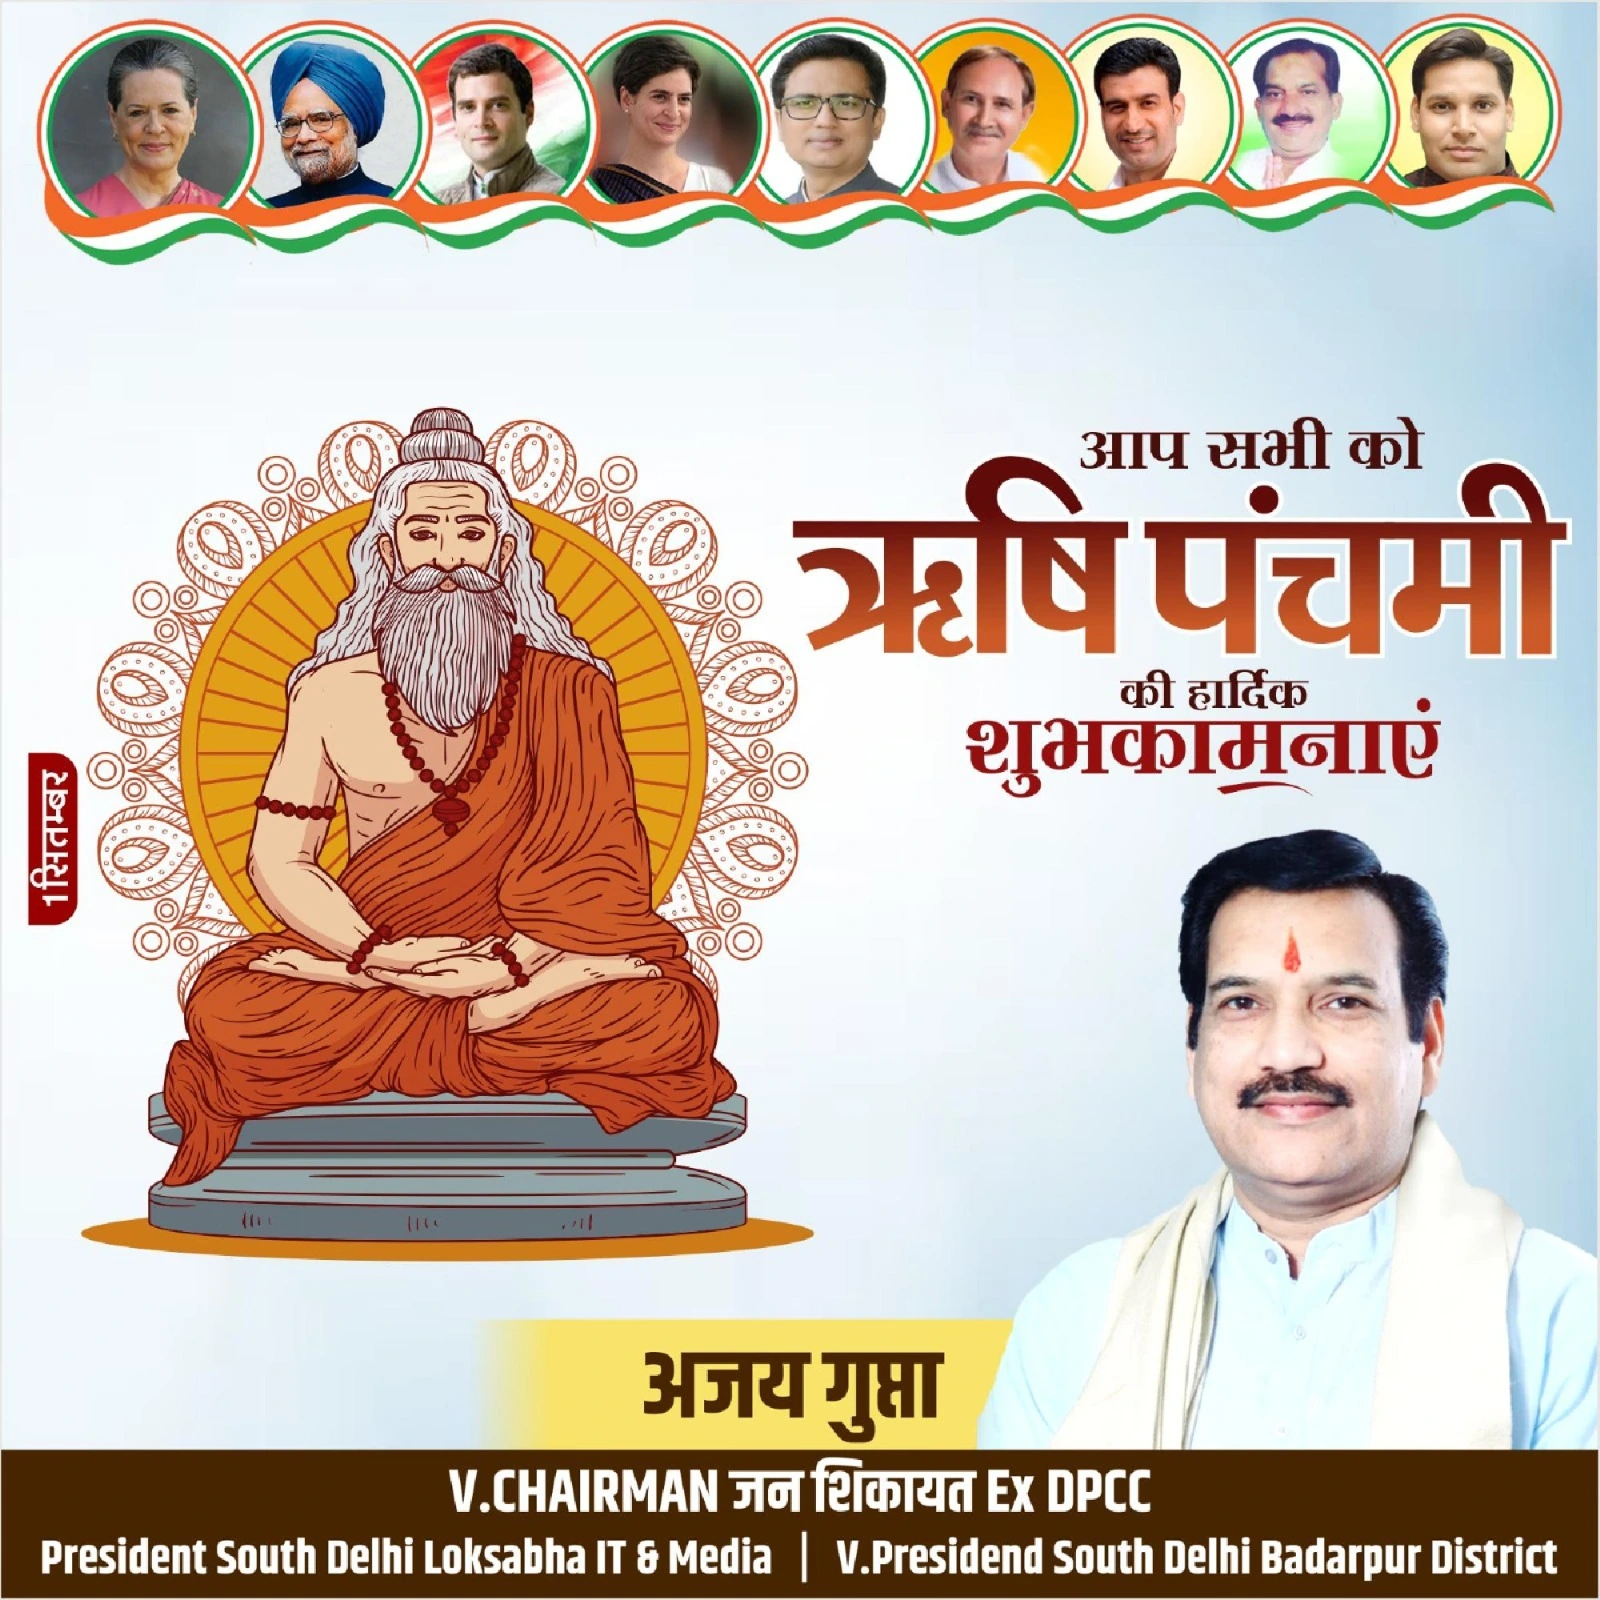 आप सभी को
ऋषि पंचमी
की हार्दिक
शुभकामनाएं
1सितम्बर
अजय गुप्ता
V.CHAIRMAN जन शिकायत Ex DPCC
President South Delhi Loksabha IT & Media | V.Presidend South Delhi Badarpur District